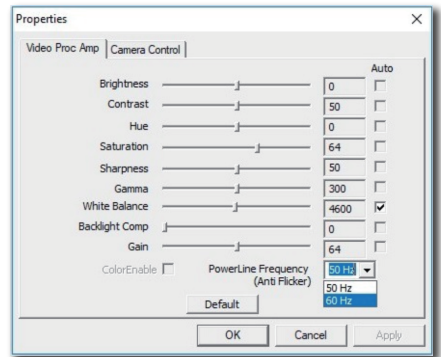 Properties
Video Proc Amp Camera Control
Auto
Brightness 0
Contrast 50
Hue 0
Saturation 64
Sharpness 50
Gamma 300
White Balance 4600
Backlight Comp 0
Gain 64
ColorEnable PowerLine Frequency 50 Hz
(Anti Flicker) 50 Hz
60 Hz
Default
OK Cancel Apply